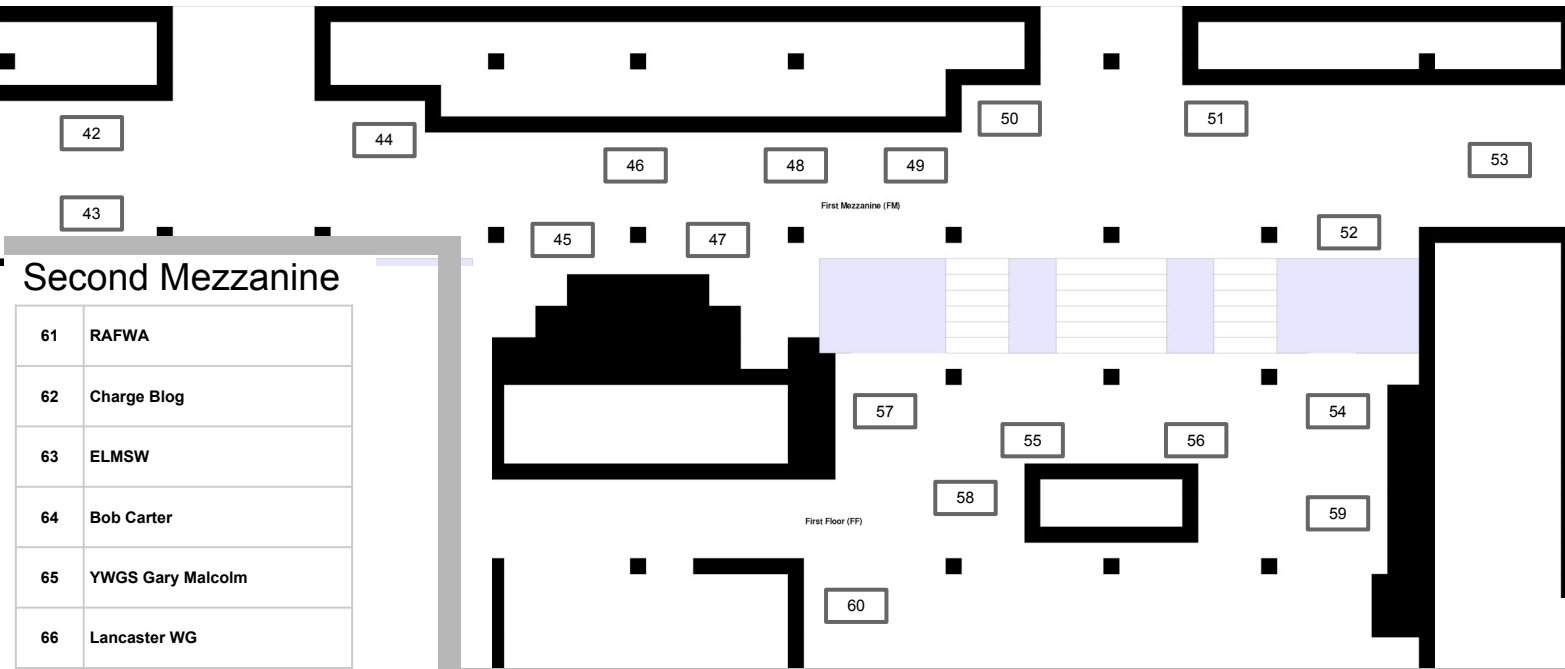 50
51
42
44
53
46
48
49
First Mezzanine (FM)
43
52
45
47
Second Mezzanine
61 RAFWA
62 Charge Blog
63 ELMSW
64 Bob Carter
65 YWGS Gary Malcolm
66 Lancaster WG
57
54
55
56
58
59
First Floor (FF)
60